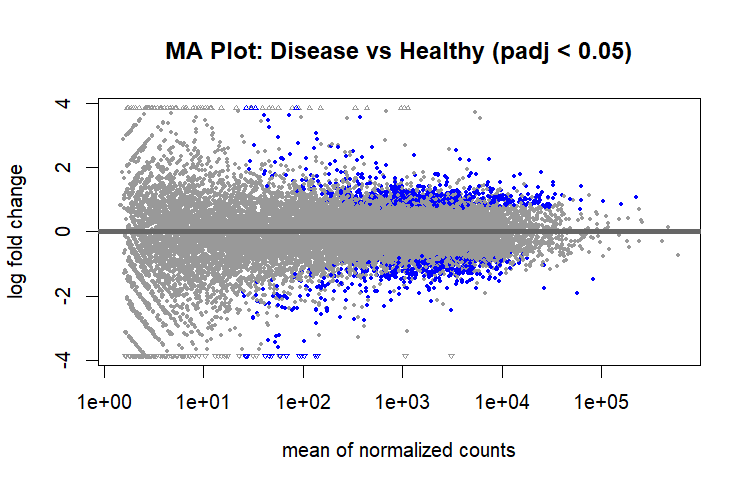 MA Plot: Disease vs Healthy (padj < 0.05)
4
2
0
-2
-4
log fold change
1e+00 1e+01 1e+02 1e+03 1e+04 1e+05
mean of normalized counts